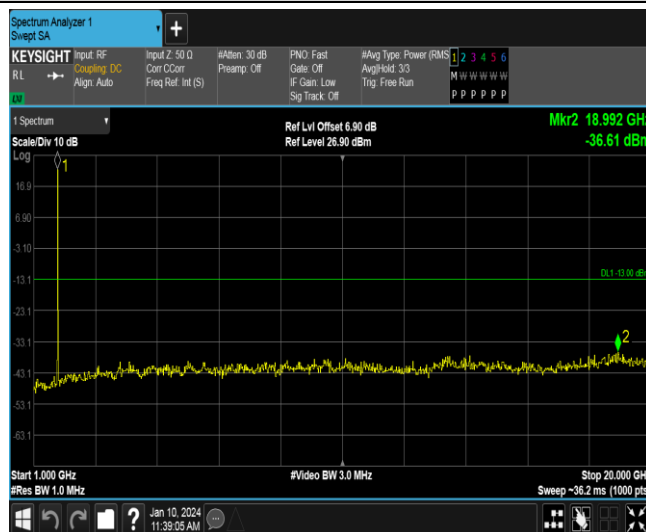 Spectrum Analyzer 1
Swept SA
+
KEYSIGHT
RL
LXI
Input: RF
Coupling: DC
Align: Auto
Input Z: 50 Ω
Corr CCorr
Freq Ref: Int (S)
#Atten: 30 dB
Preamp: Off
PNO: Fast
Gate: Off
IF Gain: Low
Sig Track: Off
#Avg Type: Power (RMS
Avg|Hold: 3/3
Trig: Free Run
1 2 3 4 5 6
M W W W W W
P P P P P P
1 Spectrum
Scale/Div 10 dB
Ref Lvl Offset 6.90 dB
Ref Level 26.90 dBm
Mkr2 18.992 GHz
-36.61 dBm
Log
1
16.9
6.90
-3.10
-13.1
DL1 -13.00 dBm
-23.1
-33.1
2
-43.1
-53.1
-63.1
Start 1.000 GHz
#Video BW 3.0 MHz
Stop 20.000 GHz
#Res BW 1.0 MHz
Sweep ~36.2 ms (1000 pts)
?
Jan 10, 2024
11:39:05 AM